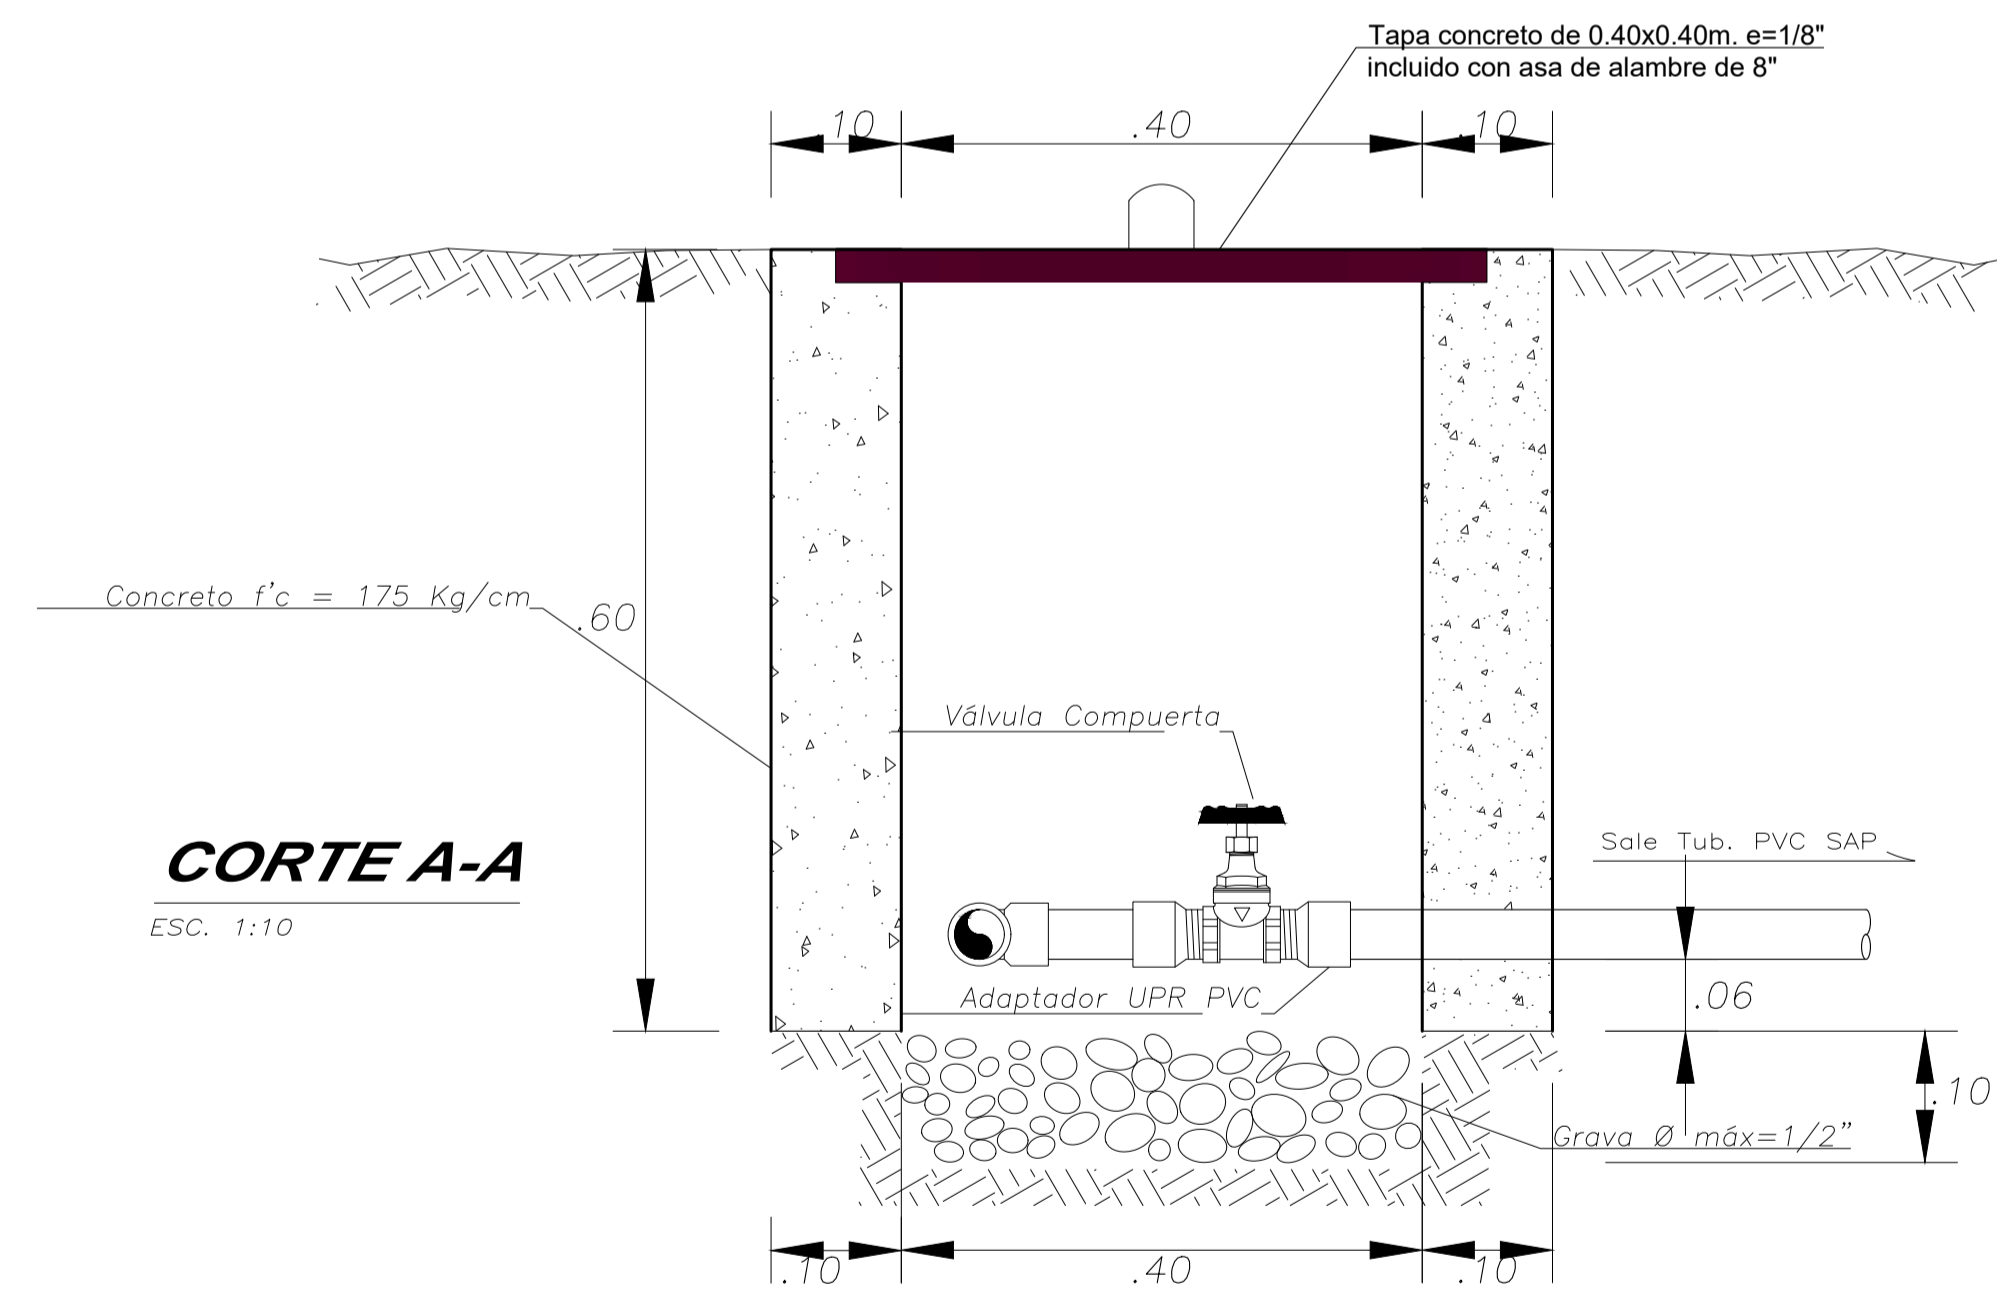 Tapa concreto de 0.40x0.40m. e=1/8"
incluido con asa de alambre de 8"
.10
.40
.10
Concreto f'c = 175 Kg/cm
.60
Válvula Compuerta
CORTE A-A
ESC. 1:10
Sale Tub. PVC SAP
Adaptador UPR PVC
.06
.10
Grava Ø máx=1/2"
.10
.40
.10